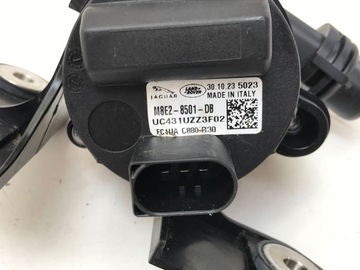 JAGUAR
LAND ROVER
30.10.23 5023
MADE IN ITALY
M8E2-8501-DB
UC431UZZ3F02